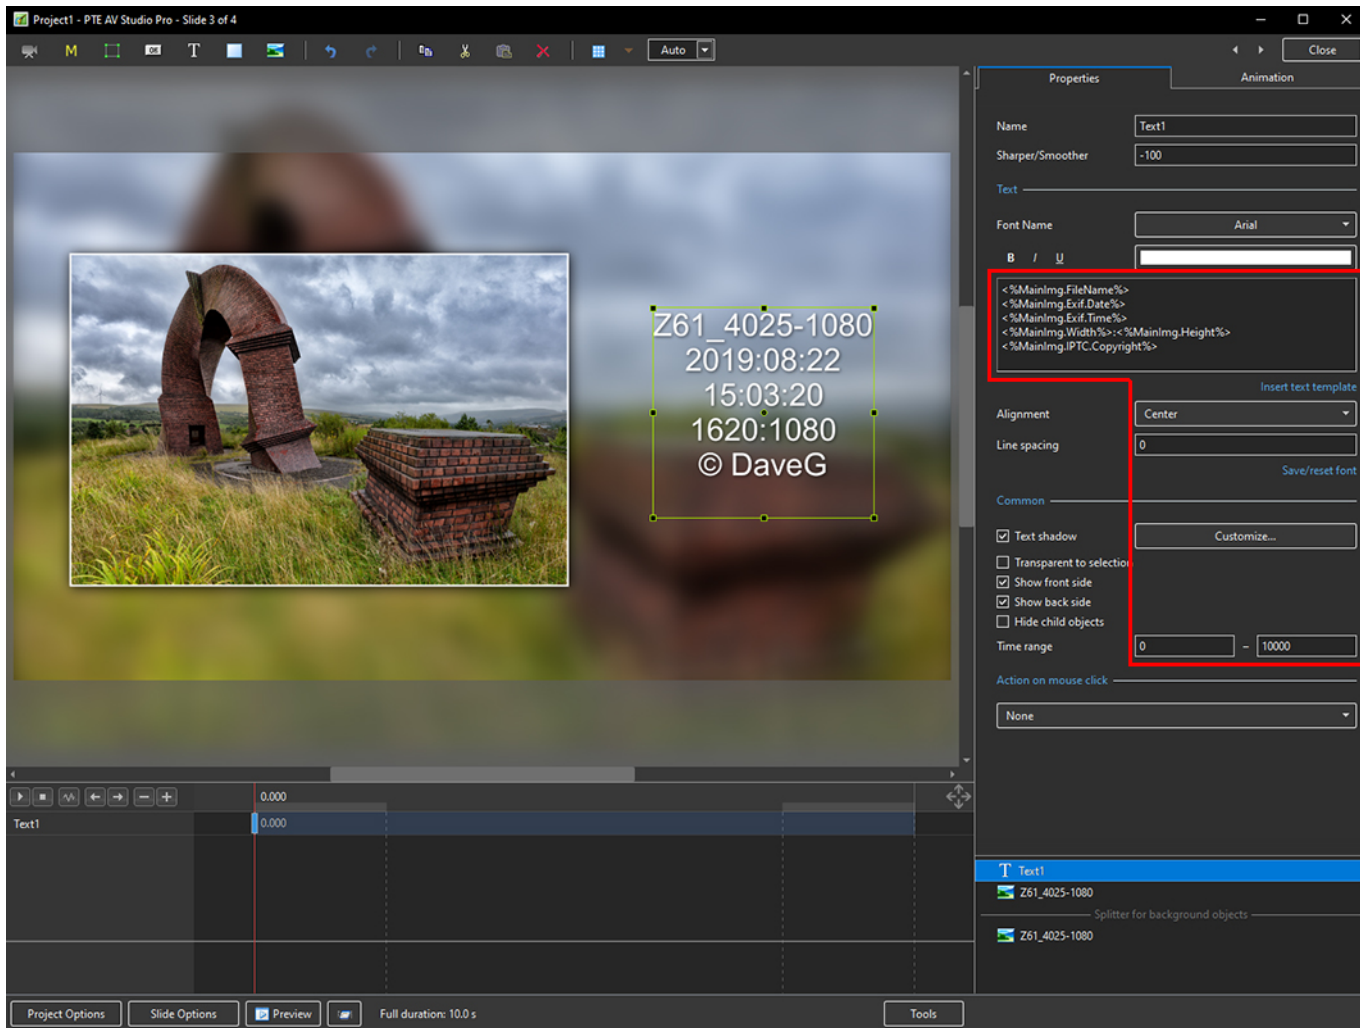 Project1 - PTE AV Studio Pro - Slide 3 of 4
M
OK
T
Auto
Close
Properties
Animation
Name
Text1
Sharper/Smoother
-100
Text
Font Name
Arial
B I U
<%MainImg.FileName%>
<%MainImg.Exif.Date%>
<%MainImg.Exif.Time%>
<%MainImg.Width%>:<%MainImg.Height%>
<%MainImg.IPTC.Copyright%>
Insert text template
Alignment
Center
Line spacing
0
Save/reset font
Common
Text shadow
Customize...
Transparent to selection
Show front side
Show back side
Hide child objects
Time range
0 – 10000
Action on mouse click
None
Z61_4025-1080
2019:08:22
15:03:20
1620:1080
© DaveG
0.000
Text1
0.000
T Text1
Z61_4025-1080
Splitter for background objects
Z61_4025-1080
Project Options
Slide Options
Preview
Full duration: 10.0 s
Tools